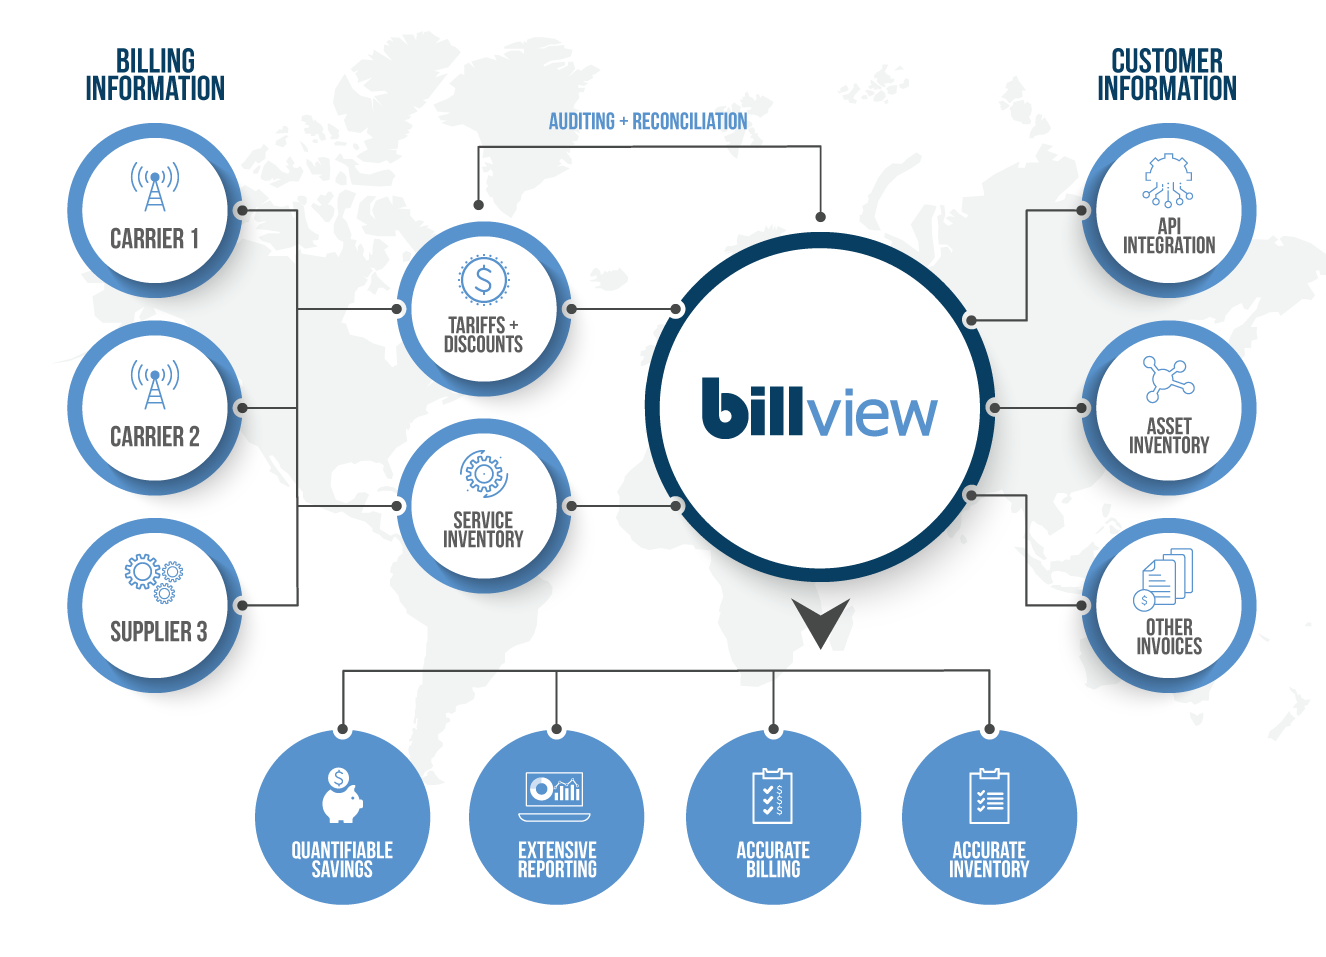 BILLING
INFORMATION
CUSTOMER
INFORMATION
AUDITING + RECONCILIATION
CARRIER 1
CARRIER 2
SUPPLIER 3
$
TARIFFS +
DISCOUNTS
SERVICE
INVENTORY
billview
API
INTEGRATION
ASSET
INVENTORY
$
OTHER
INVOICES
$
QUANTIFIABLE
SAVINGS
EXTENSIVE
REPORTING
$
$
$
ACCURATE
BILLING
ACCURATE
INVENTORY